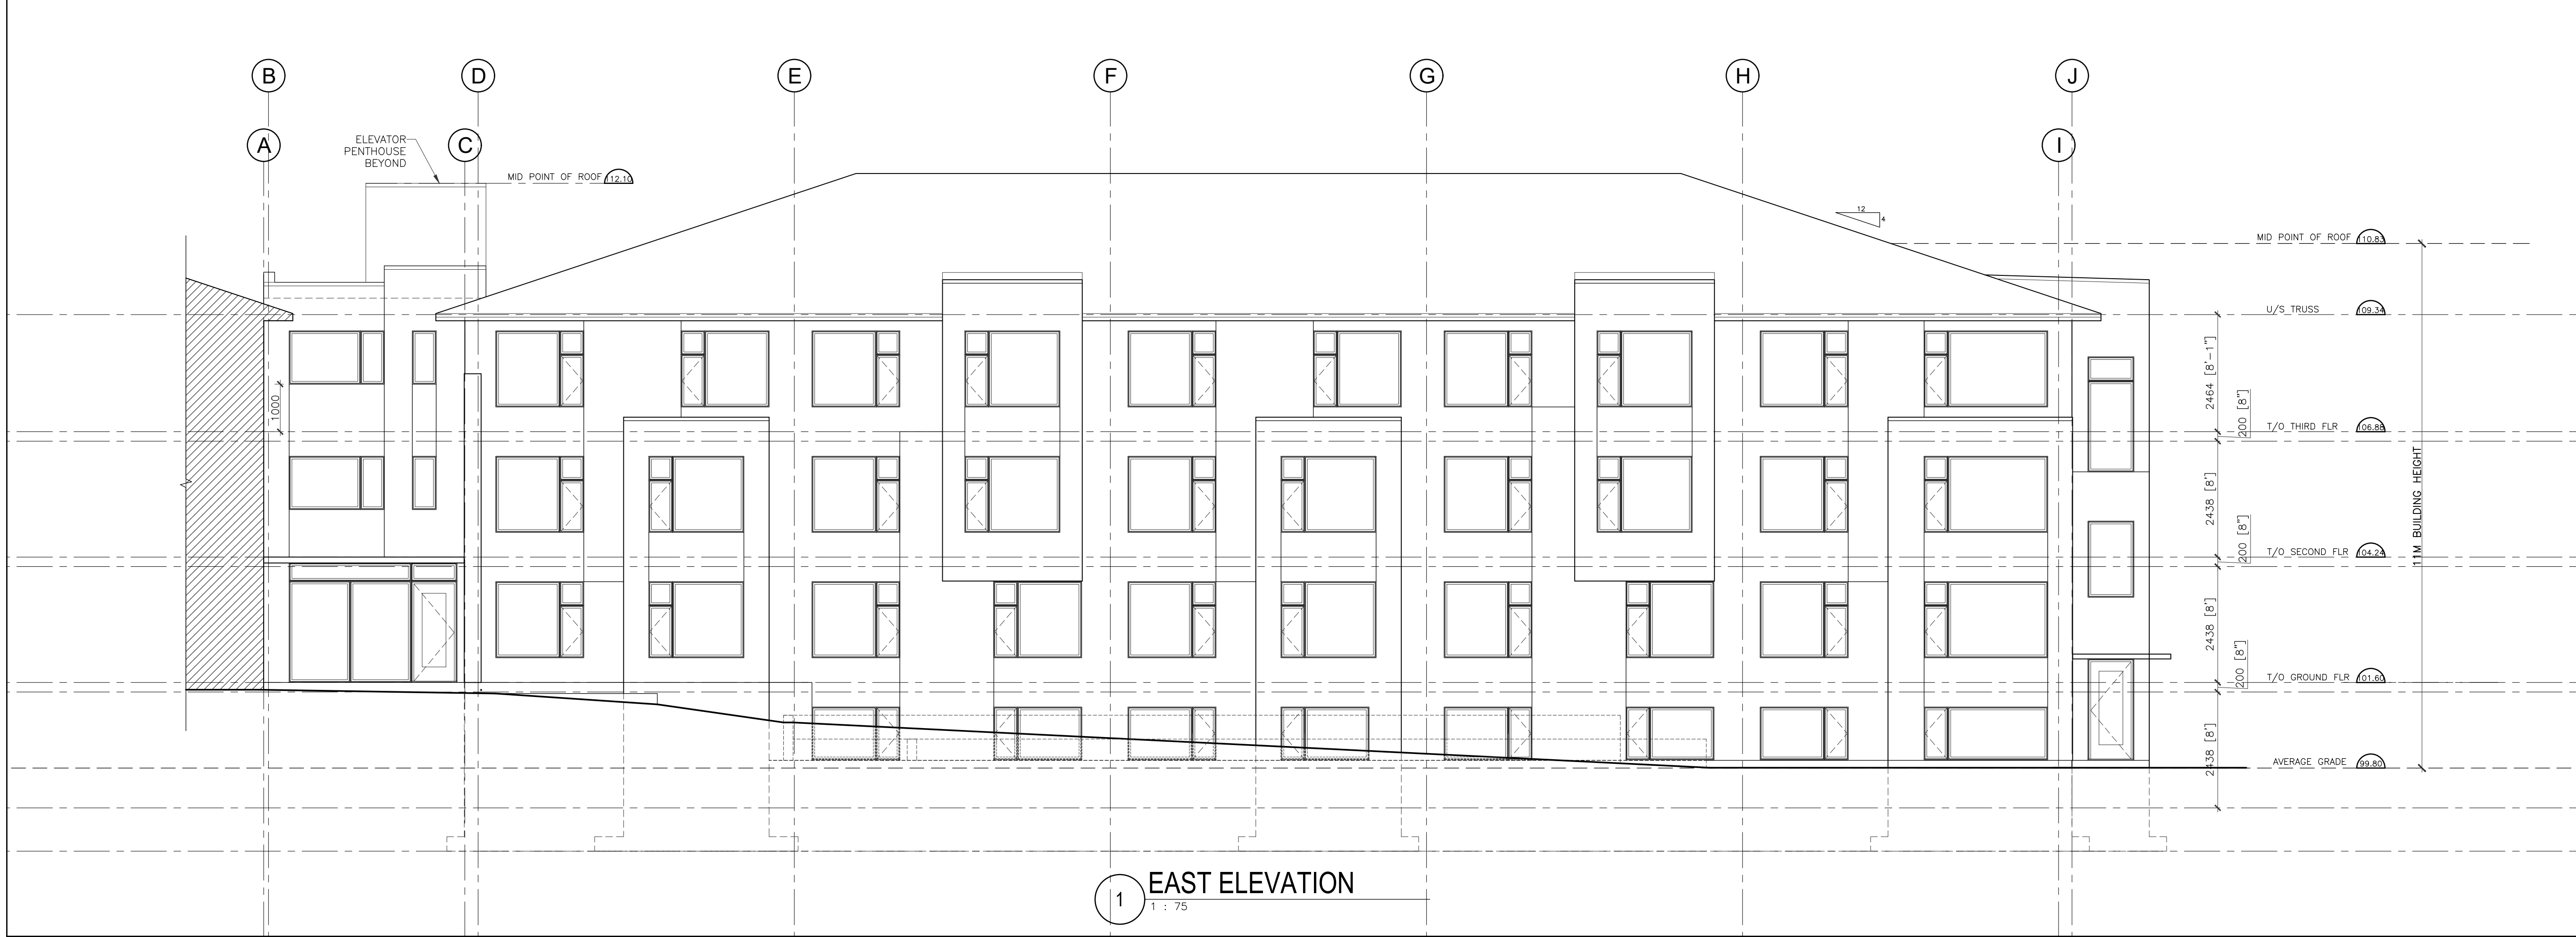 B
D
E
F
G
H
J
A
C
I
ELEVATOR
PENTHOUSE
BEYOND
MID POINT OF ROOF 112.10
12
4
MID POINT OF ROOF 110.83
U/S TRUSS 109.34
2464 [8'-1"]
200 [8"]
1000
T/O THIRD FLR 106.88
2438 [8']
11M BUILDING HEIGHT
200 [8"]
T/O SECOND FLR 104.24
2438 [8']
200 [8"]
T/O GROUND FLR 101.60
2438 [8']
AVERAGE GRADE 99.80
1
EAST ELEVATION
1 : 75